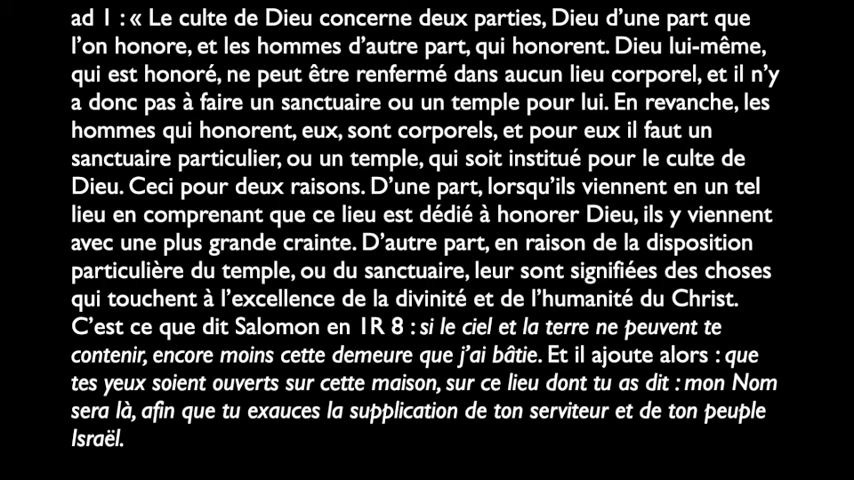 ad 1 : « Le culte de Dieu concerne deux parties, Dieu d’une part que
l’on honore, et les hommes d’autre part, qui honorent. Dieu lui-même,
qui est honoré, ne peut être renfermé dans aucun lieu corporel, et il n’y
a donc pas à faire un sanctuaire ou un temple pour lui. En revanche, les
hommes qui honorent, eux, sont corporels, et pour eux il faut un
sanctuaire particulier, ou un temple, qui soit institué pour le culte de
Dieu. Ceci pour deux raisons. D’une part, lorsqu’ils viennent en un tel
lieu en comprenant que ce lieu est dédié à honorer Dieu, ils y viennent
avec une plus grande crainte. D’autre part, en raison de la disposition
particulière du temple, ou du sanctuaire, leur sont signifiées des choses
qui touchent à l’excellence de la divinité et de l’humanité du Christ.
C’est ce que dit Salomon en 1R 8 : si le ciel et la terre ne peuvent te
contenir, encore moins cette demeure que j’ai bâtie. Et il ajoute alors : que
tes yeux soient ouverts sur cette maison, sur ce lieu dont tu as dit : mon Nom
sera là, afin que tu exauces la supplication de ton serviteur et de ton peuple
Israël.